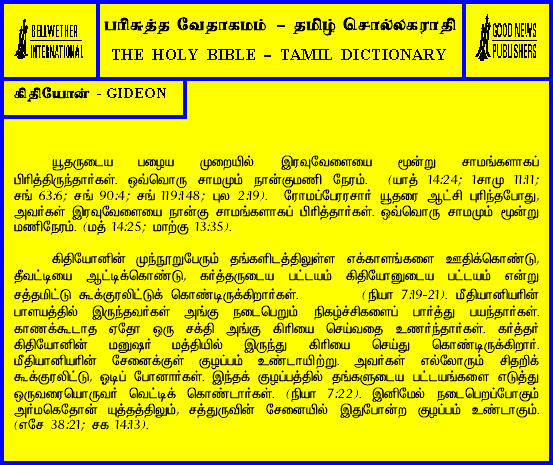 BELLWETHER
INTERNATIONAL
பரிசுத்த வேதாகமம் - தமிழ் சொல்லகராதி
THE HOLY BIBLE – TAMIL DICTIONARY
GOOD NEWS
PUBLISHERS
கிதியோன் - GIDEON
யூதருடைய பழைய முறையில் இரவுவேளையை மூன்று சாமங்களாகப்
பிரித்திருந்தார்கள். ஒவ்வொரு சாமமும் நான்குமணி நேரம். (யாத் 14:24; 1சாமு 11:11;
சங் 63:6; சங் 90:4; சங் 119:148; புல 2:19). ரோமப்பேரரசார் யூதரை ஆட்சி புரிந்தபோது,
அவர்கள் இரவுவேளையை நான்கு சாமங்களாகப் பிரித்தார்கள். ஒவ்வொரு சாமமும் மூன்று
மணிநேரம். (மத் 14:25; மாற்கு 13:35).
கிதியோனின் முந்நூறுபேரும் தங்களிடத்திலுள்ள எக்காளங்களை ஊதிக்கொண்டு,
தீவட்டியை ஆட்டிக்கொண்டு, கர்த்தருடைய பட்டயம் கிதியோனுடைய பட்டயம் என்று
சத்தமிட்டு கூக்குரலிட்டுக் கொண்டிருக்கிறார்கள். (நியா 7:19-21). மீதியானியரின்
பாளயத்தில் இருந்தவர்கள் அங்கு நடைபெறும் நிகழ்ச்சிகளைப் பார்த்து பயந்தார்கள்.
காணக்கூடாத ஏதோ ஒரு சக்தி அங்கு கிரியை செய்வதை உணர்ந்தார்கள். கர்த்தர்
கிதியோனின் மனுஷர் மத்தியில் இருந்து கிரியை செய்து கொண்டிருக்கிறார்.
மீதியானியரின் சேனைக்குள் குழப்பம் உண்டாயிற்று. அவர்கள் எல்லோரும் சிதறிக்
கூக்குரலிட்டு, ஓடிப் போனார்கள். இந்தக் குழப்பத்தில் தங்களுடைய பட்டயங்களை எடுத்து
ஒருவரையொருவர் வெட்டிக் கொண்டார்கள். (நியா 7:22). இனிமேல் நடைபெறப்போகும்
அர்மகெதோன் யுத்தத்திலும், சத்துருவின் சேனையில் இதுபோன்ற குழப்பம் உண்டாகும்.
(எசே 38:21; சக 14:13).